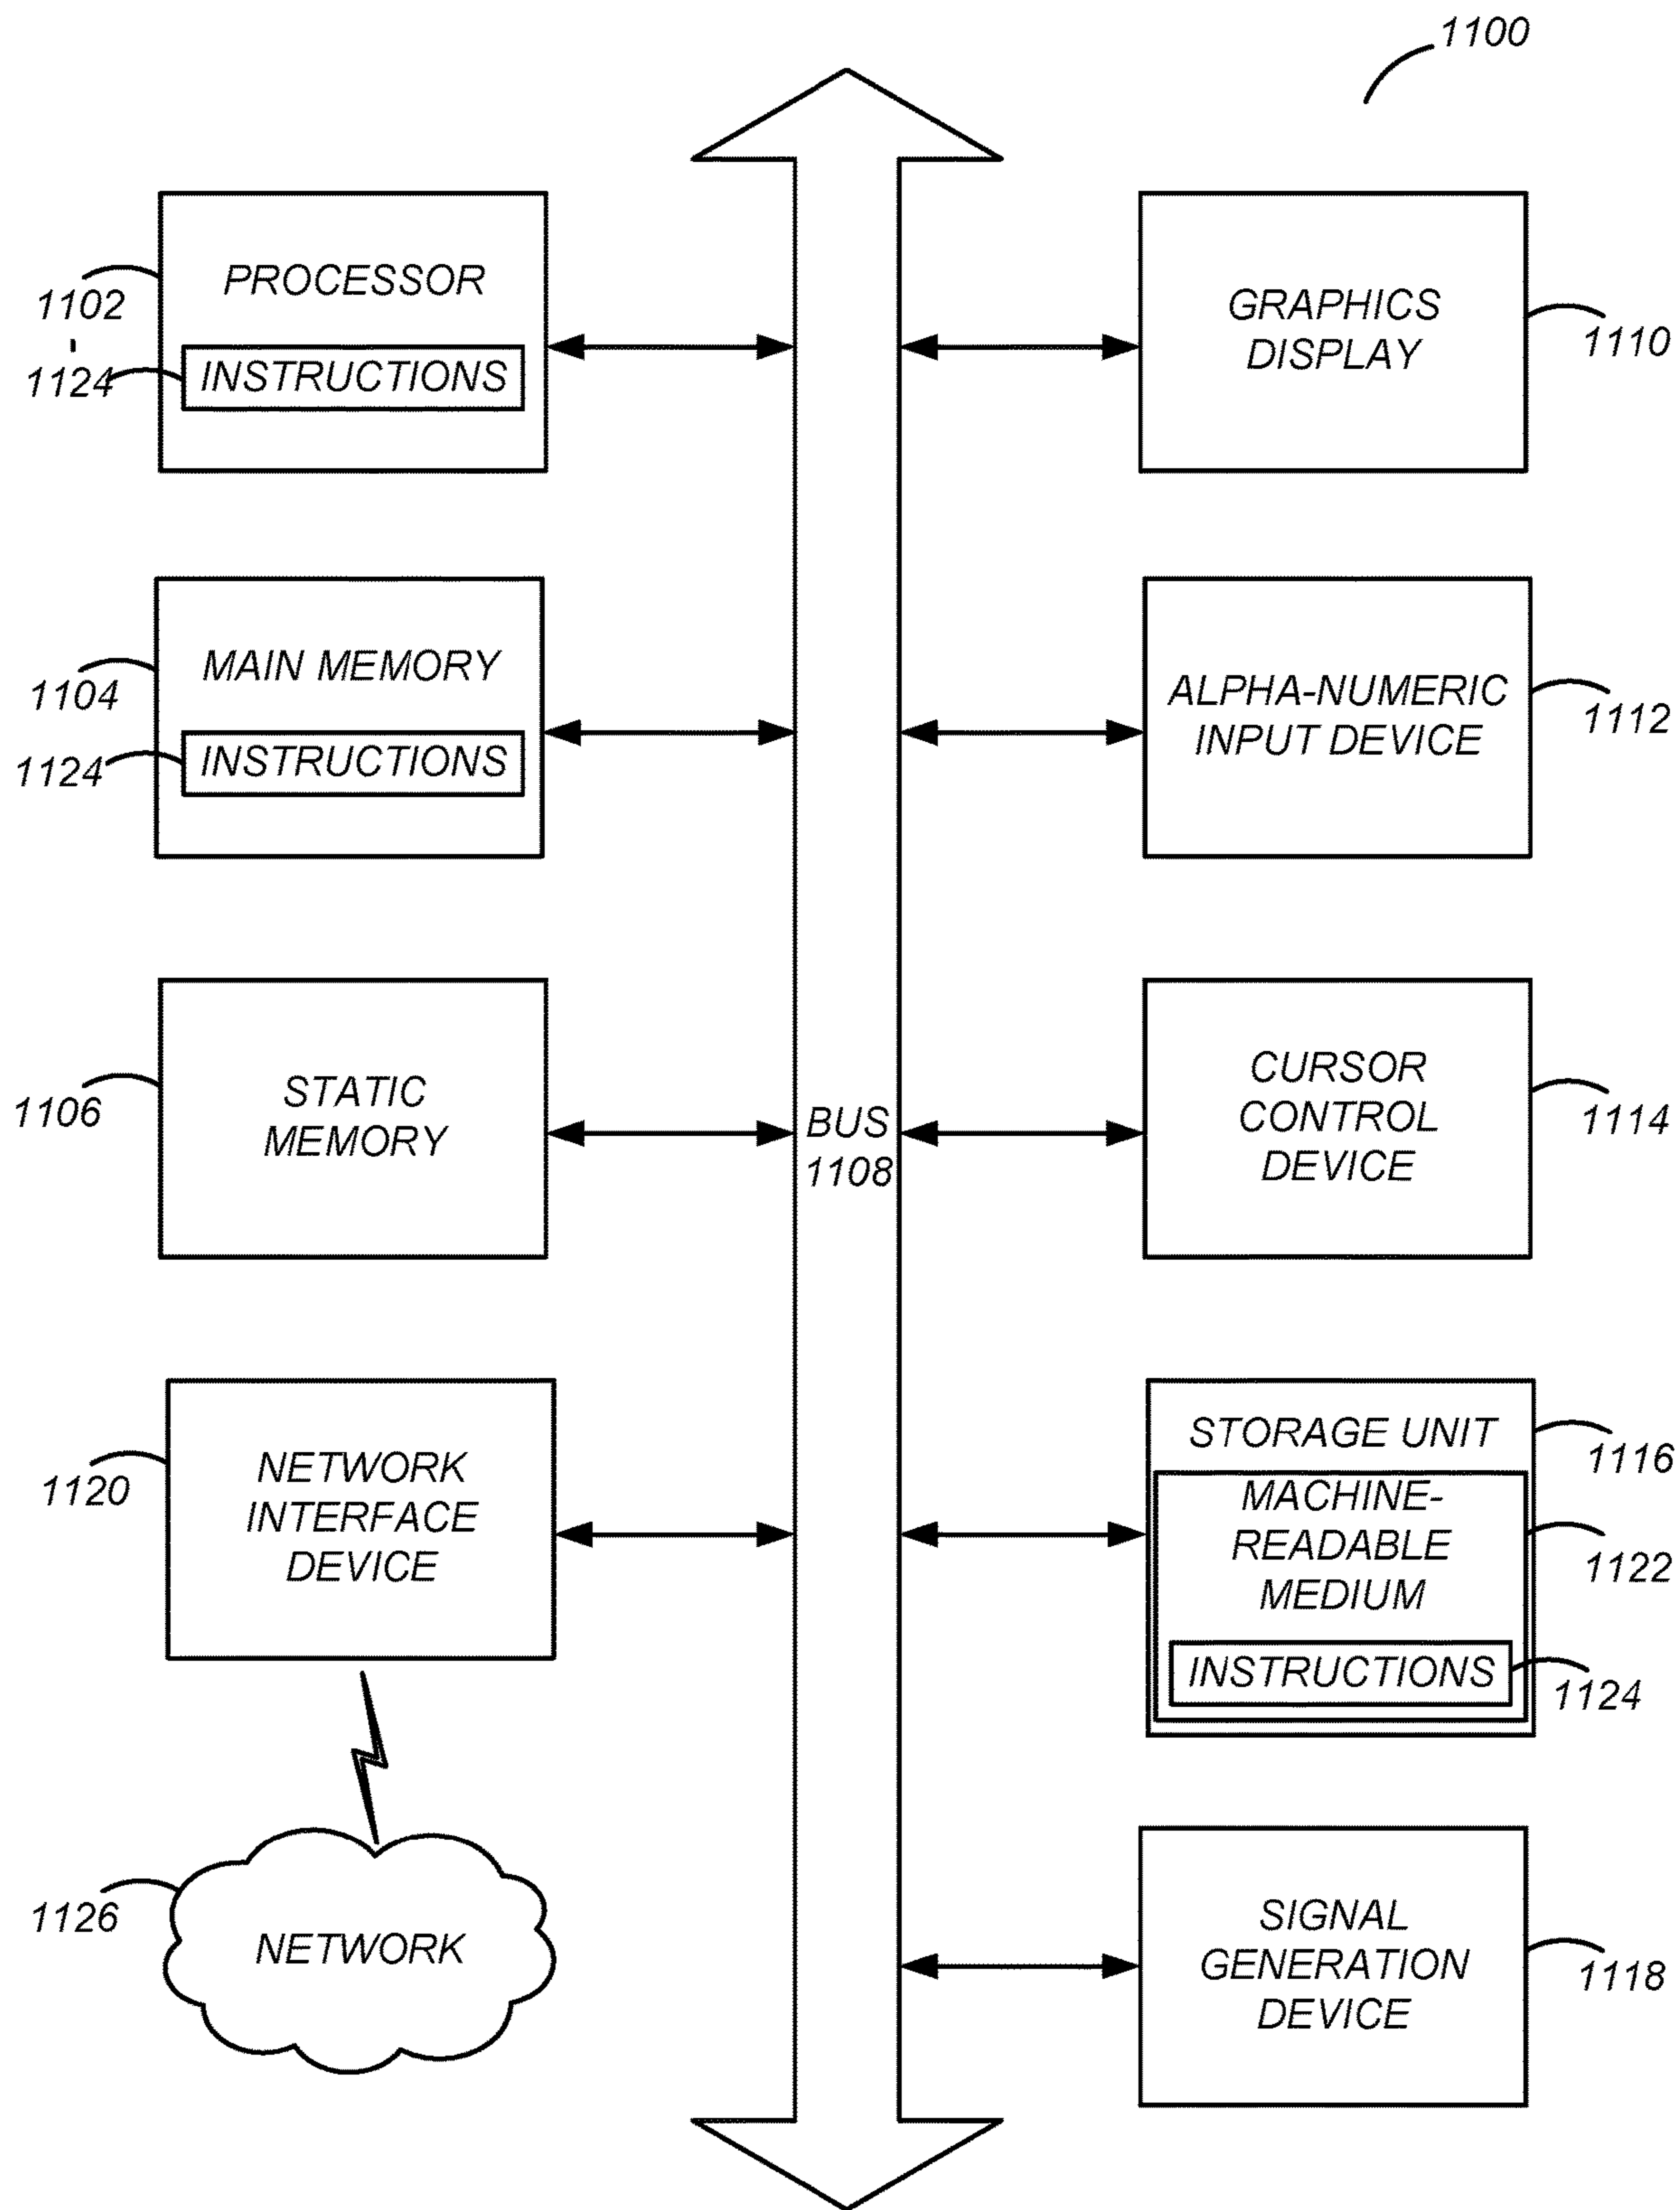 1100
PROCESSOR
1102
1124
INSTRUCTIONS
GRAPHICS
DISPLAY
1110
MAIN MEMORY
1104
1124
INSTRUCTIONS
ALPHA-NUMERIC
INPUT DEVICE
1112
STATIC
MEMORY
1106
BUS
1108
CURSOR
CONTROL
DEVICE
1114
NETWORK
INTERFACE
DEVICE
1120
STORAGE UNIT
1116
MACHINE-
READABLE
MEDIUM
1122
INSTRUCTIONS
1124
1126
NETWORK
SIGNAL
GENERATION
DEVICE
1118